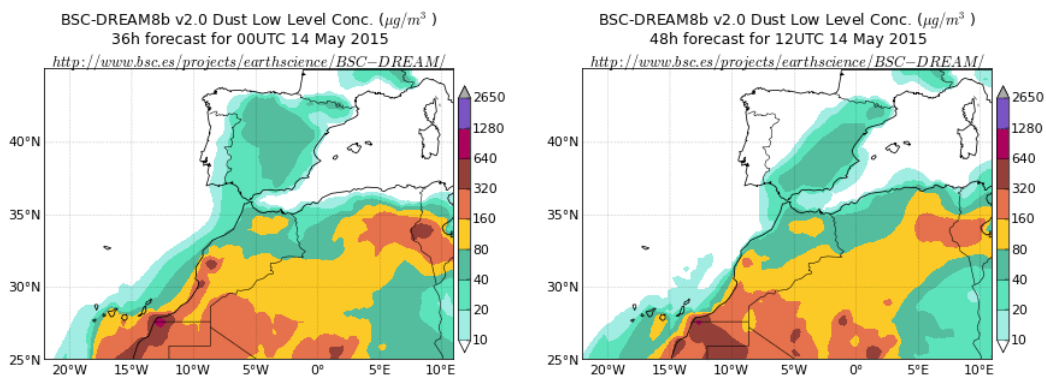 BSC-DREAM8b v2.0 Dust Low Level Conc. (μg/m³ )
36h forecast for 00UTC 14 May 2015
http://www.bsc.es/projects/earthscience/BSC−DREAM/
40°N
35°N
30°N
25°N
20°W 15°W 10°W 5°W 0° 5°E 10°E
2650
1280
640
320
160
80
40
20
10
BSC-DREAM8b v2.0 Dust Low Level Conc. (μg/m³ )
48h forecast for 12UTC 14 May 2015
http://www.bsc.es/projects/earthscience/BSC−DREAM/
40°N
35°N
30°N
25°N
20°W 15°W 10°W 5°W 0° 5°E 10°E
2650
1280
640
320
160
80
40
20
10